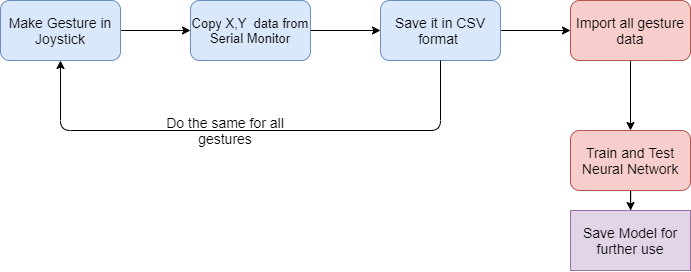 Make Gesture in
Joystick
Copy X,Y  data from
Serial Monitor
Save it in CSV
format
Import all gesture
data
Do the same for all
gestures
Train and Test
Neural Network
Save Model for
further use